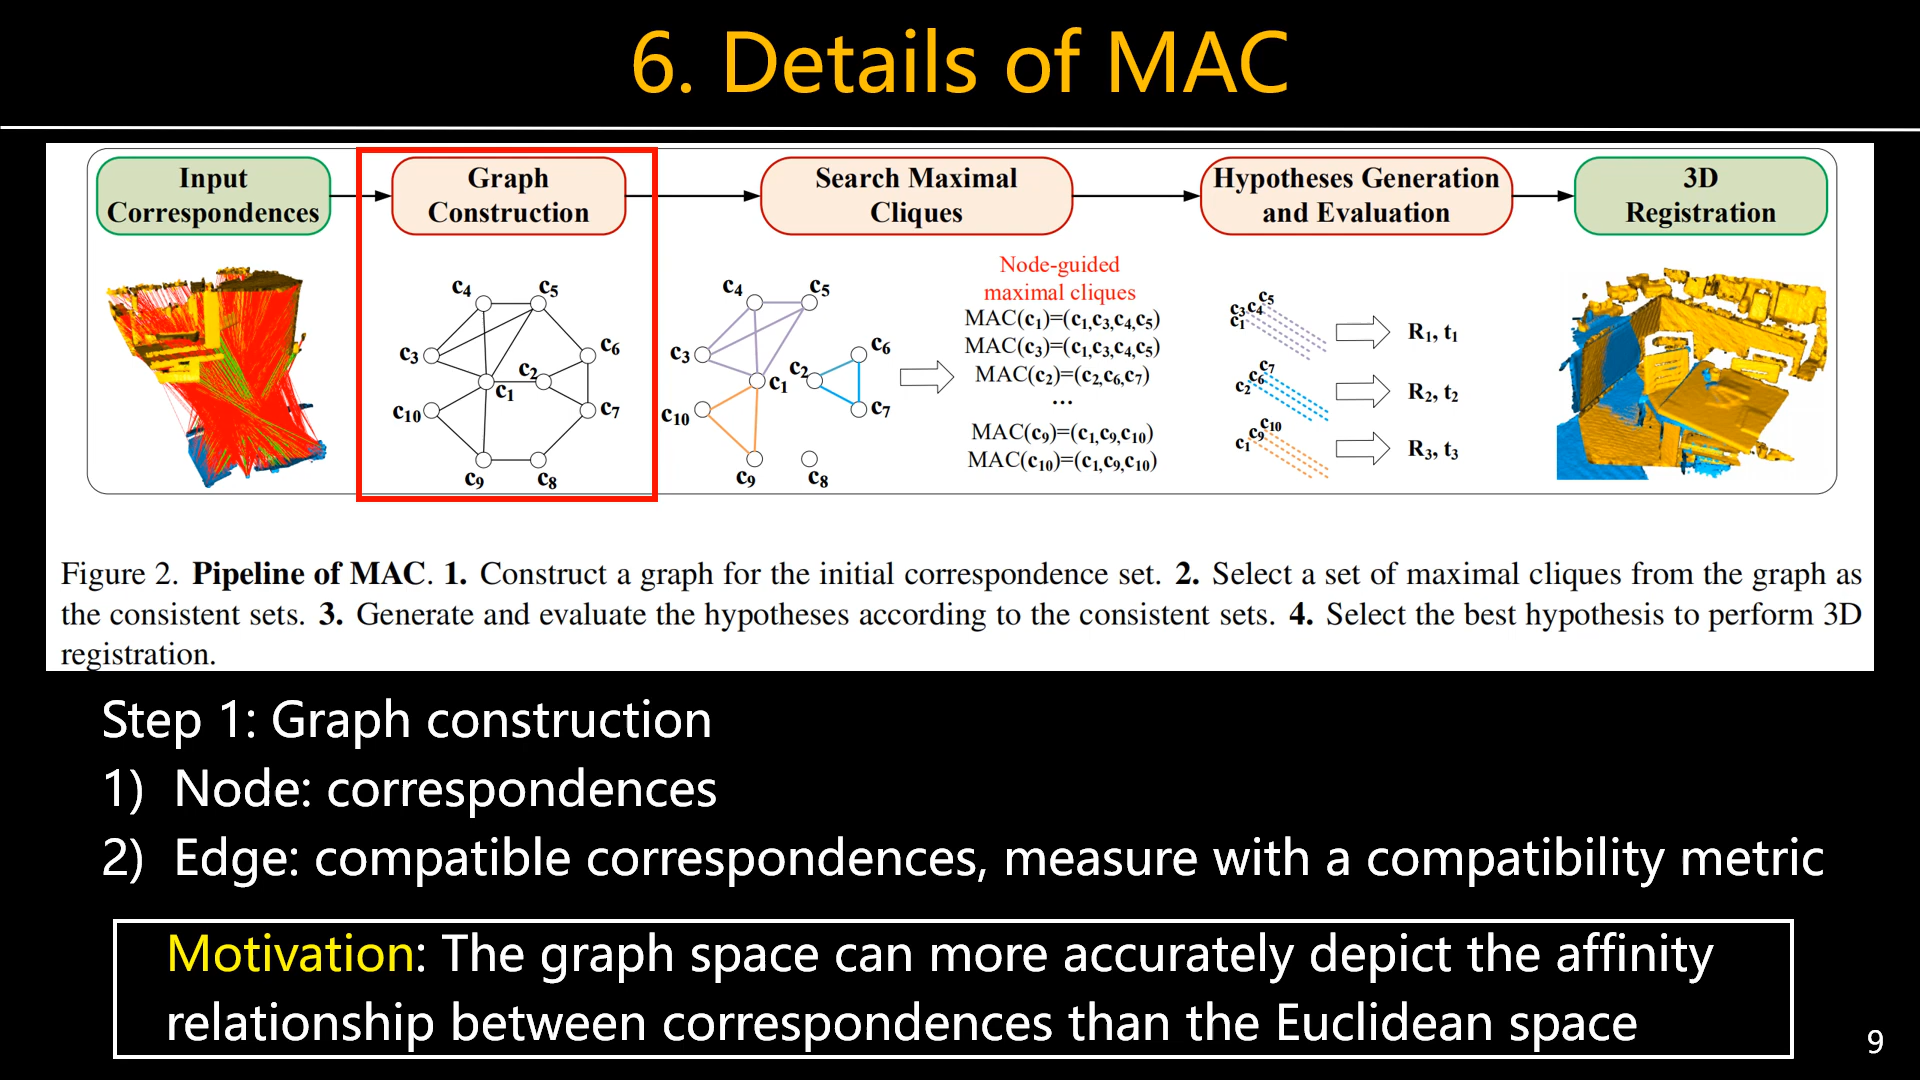 6. Details of MAC
Input
Correspondences
Graph
Construction
Search Maximal
Cliques
Hypotheses Generation
and Evaluation
3D
Registration
c4 c5
c3 c6
c2
c1
c10 c7
c9 c8
c4 c5
c3 c6
c2
c1
c10 c7
c9 c8
Node-guided
maximal cliques
MAC(c1)=(c1,c3,c4,c5)
MAC(c3)=(c1,c3,c4,c5)
MAC(c2)=(c2,c6,c7)
...
MAC(c9)=(c1,c9,c10)
MAC(c10)=(c1,c9,c10)
c5
c3 c4
c1
R1, t1
c7
c6
c2
R2, t2
c10
c9
c1
R3, t3
Figure 2. Pipeline of MAC. 1. Construct a graph for the initial correspondence set. 2. Select a set of maximal cliques from the graph as
the consistent sets. 3. Generate and evaluate the hypotheses according to the consistent sets. 4. Select the best hypothesis to perform 3D
registration.
Step 1: Graph construction
1) Node: correspondences
2) Edge: compatible correspondences, measure with a compatibility metric
Motivation: The graph space can more accurately depict the affinity
relationship between correspondences than the Euclidean space
9